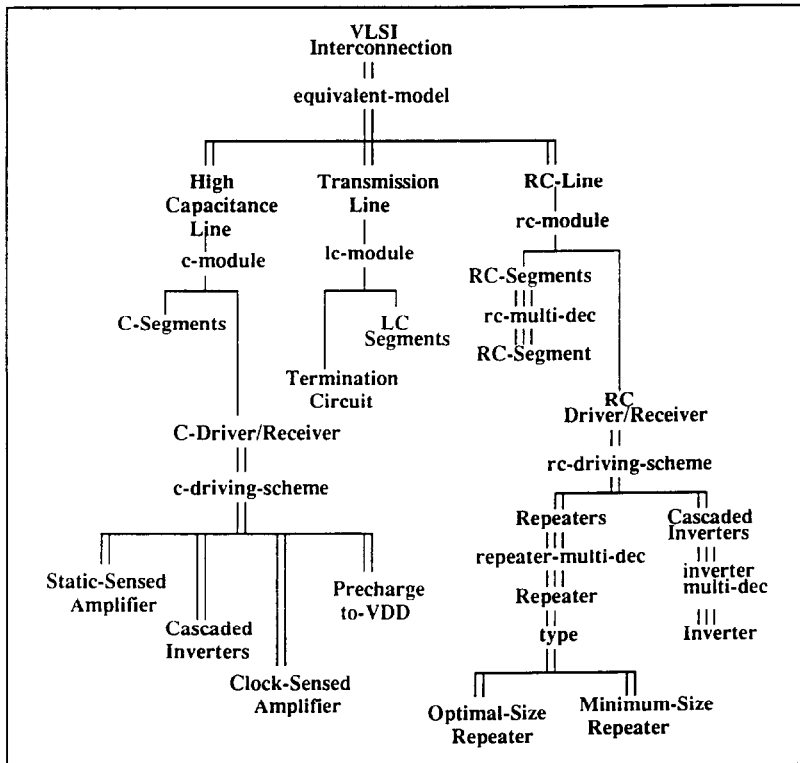 VLSI
Interconnection
equivalent-model
High
Capacitance
Line
Transmission
Line
RC-Line
c-module
lc-module
rc-module
C-Segments
LC
Segments
RC-Segments
rc-multi-dec
RC-Segment
Termination
Circuit
C-Driver/Receiver
RC
Driver/Receiver
c-driving-scheme
rc-driving-scheme
Static-Sensed
Amplifier
Cascaded
Inverters
Clock-Sensed
Amplifier
Precharge
to-VDD
Repeaters
repeater-multi-dec
Repeater
type
Cascaded
Inverters
inverter
multi-dec
Inverter
Optimal-Size
Repeater
Minimum-Size
Repeater